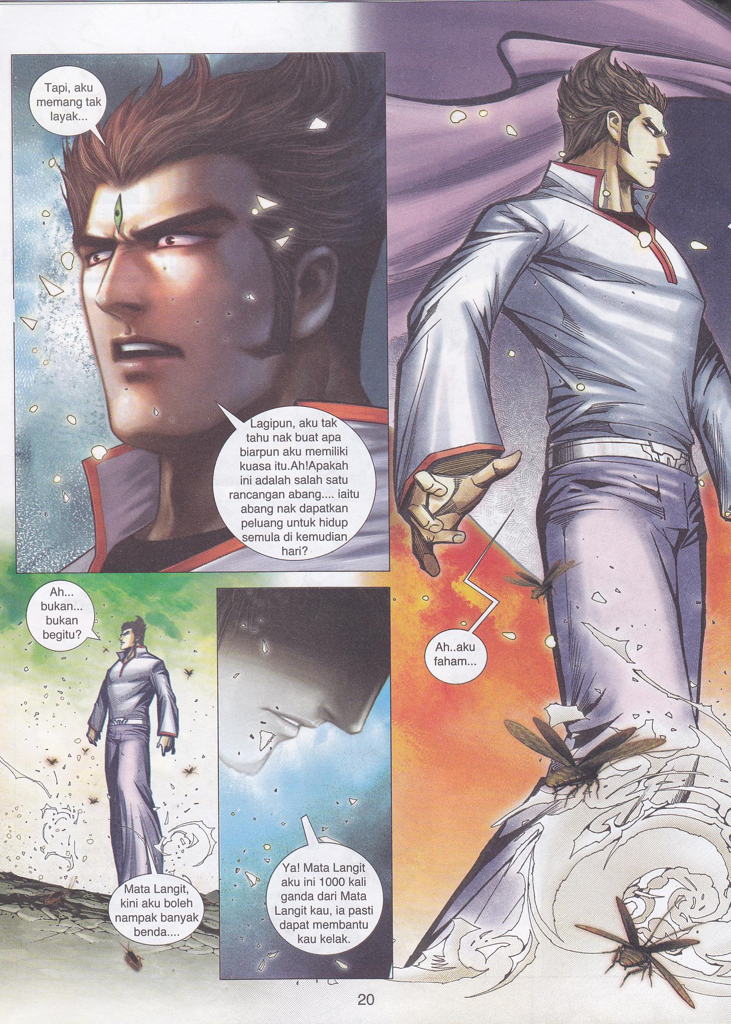 Tapi, aku
memang tak
layak...
Lagipun, aku tak
tahu nak buat apa
biarpun aku memiliki
kuasa itu.Ah!Apakah
ini adalah salah satu
rancangan abang.... iaitu
abang nak dapatkan
peluang untuk hidup
semula di kemudian
hari?
Ah...
bukan...
bukan
begitu?
Mata Langit,
kini aku boleh
nampak banyak
benda....
Ya! Mata Langit
aku ini 1000 kali
ganda dari Mata
Langit kau, ia pasti
dapat membantu
kau kelak.
Ah..aku
faham...
20